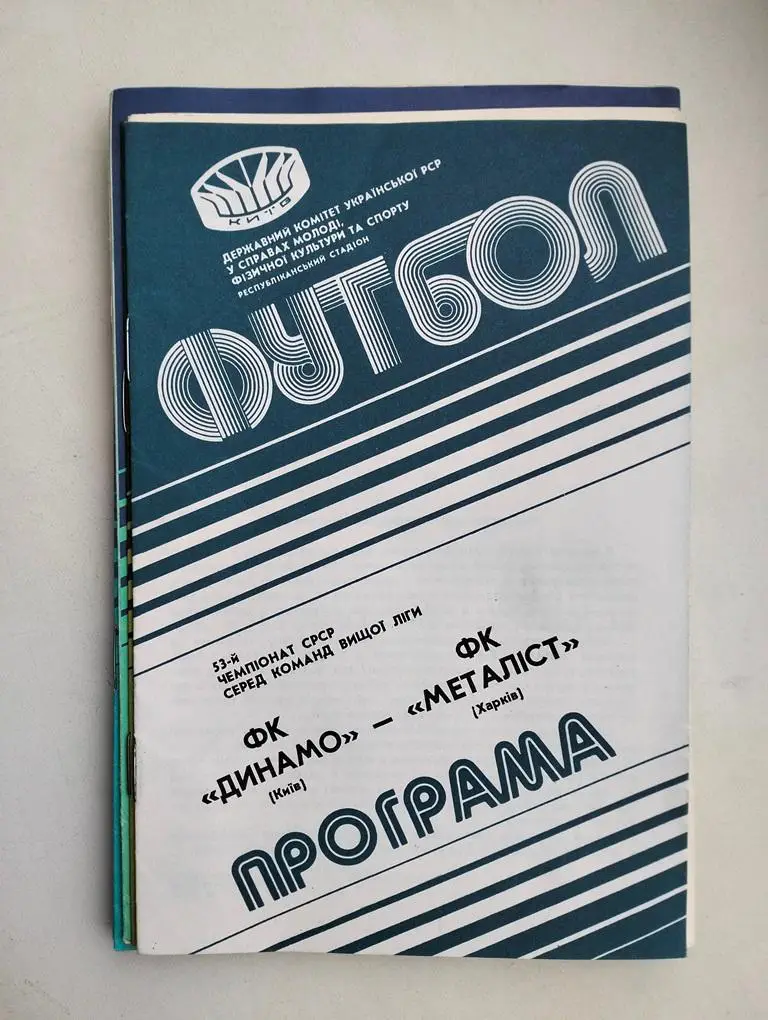 КИЇВ
ДЕРЖАВНИЙ КОМІТЕТ УКРАЇНСЬКОЇ РСР
У СПРАВАХ МОЛОДІ,
ФІЗИЧНОЇ КУЛЬТУРИ ТА СПОРТУ
РЕСПУБЛІКАНСЬКИЙ СТАДІОН
ФУТБОЛ
53-й
ЧЕМПІОНАТ СРСР
СЕРЕД КОМАНД ВИЩОЇ ЛІГИ
ФК
«ДИНАМО» — «МЕТАЛІСТ»
(Київ)
ФК
(Харків)
ПРОГРАМА